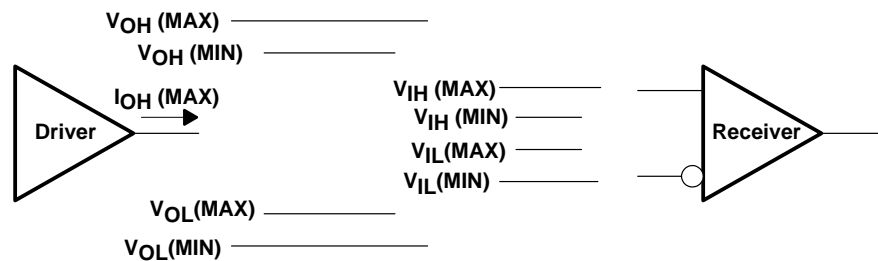 VOH (MAX)
VOH (MIN)
IOH (MAX)
VIH (MAX)
VIH (MIN)
Driver
Receiver
VIL(MAX)
VIL(MIN)
VOL(MAX)
VOL(MIN)